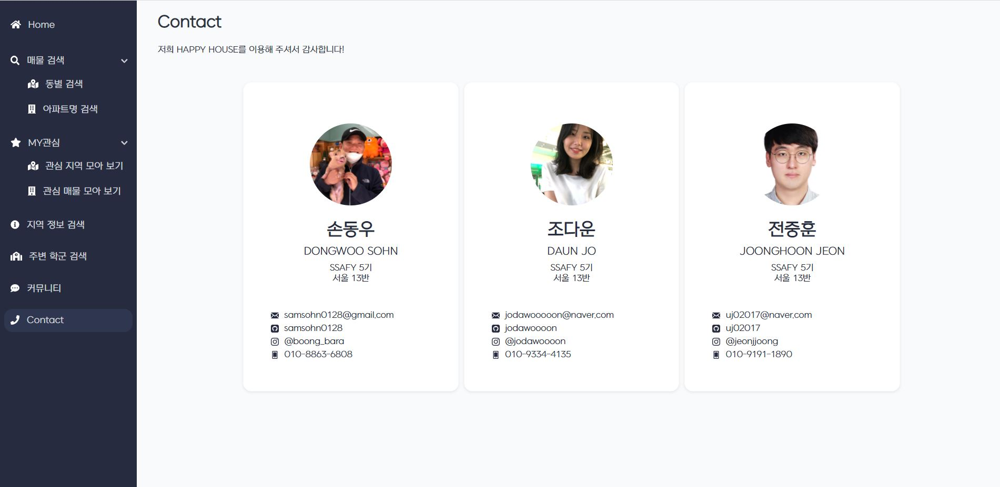 Home
매물 검색
동별 검색
아파트명 검색
MY관심
관심 지역 모아 보기
관심 매물 모아 보기
지역 정보 검색
주변 학군 검색
커뮤니티
Contact
Contact
저희 HAPPY HOUSE를 이용해 주셔서 감사합니다!
손동우
DONGWOO SOHN
SSAFY 5기
서울 13반
samsohn0128@gmail.com
samsohn0128
@boong_bara
010-8863-6808
조다운
DAUN JO
SSAFY 5기
서울 13반
jodawooooon@naver.com
jodawoooon
@jodawoooon
010-9334-4135
전중훈
JOONGHOON JEON
SSAFY 5기
서울 13반
uj02017@naver.com
uj02017
@jeonjjoong
010-9191-1890